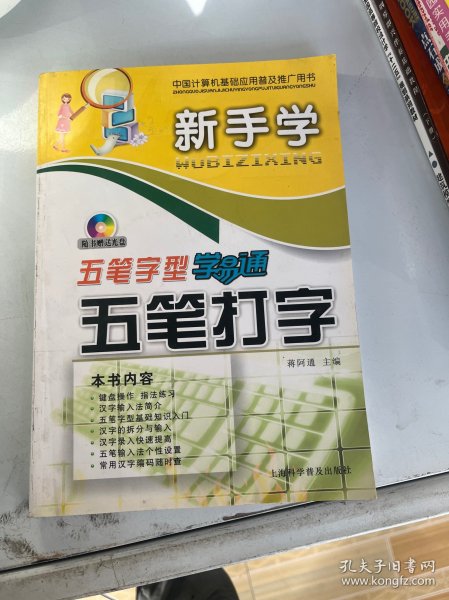 中国计算机基础应用普及推广用书
ZHONGGUOJISUANJIJICHUYINGYONGPUJITUIGUANGYONGSHU
新手学
WUBIZIXING
随书赠送光盘
五笔字型 学易通
五笔打字
蒋阿通 主编
本书内容
· 键盘操作 指法练习
· 汉字输入法简介
· 五笔字型基础知识入门
· 汉字的拆分与输入
· 汉字录入快速提高
· 五笔输入法个性设置
· 常用汉字编码随时查
上海科学普及出版社
孔夫子旧书网
www.kongfz.com